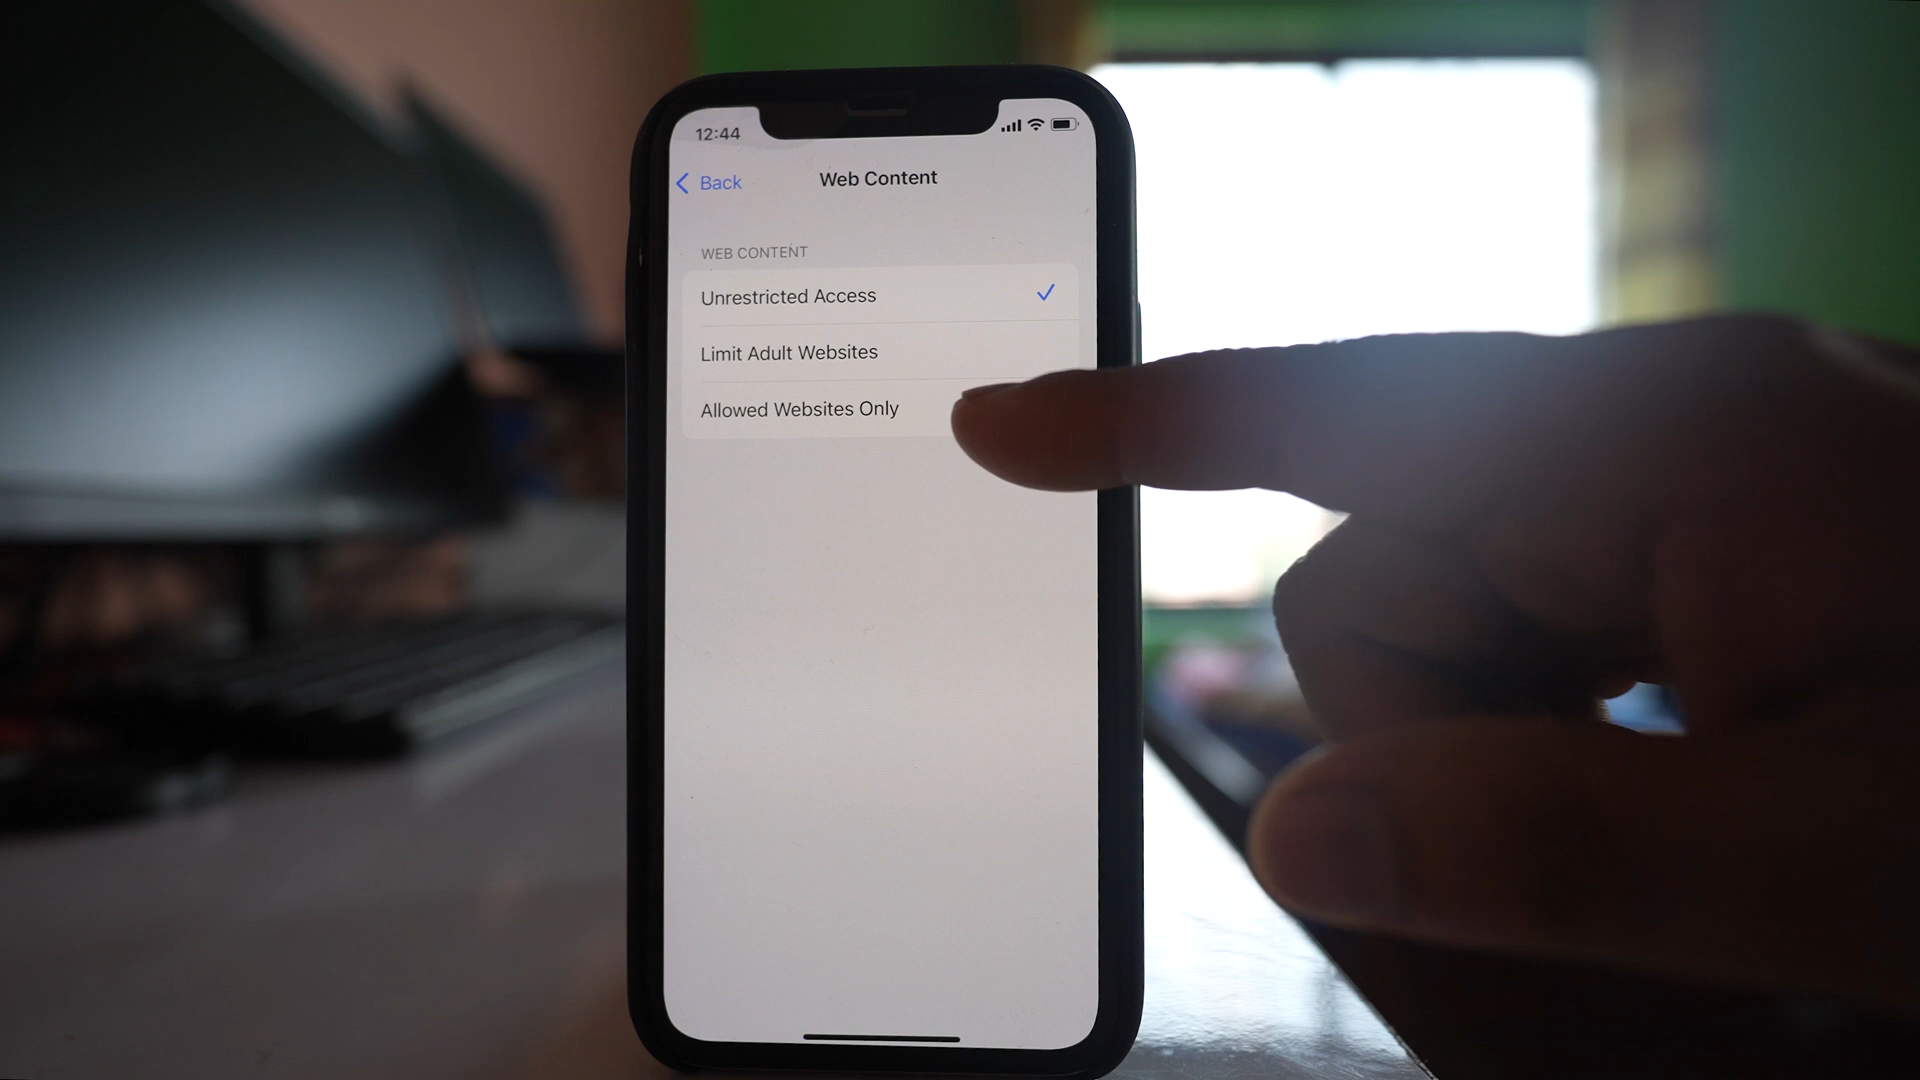 12:44
Back
Web Content
WEB CONTENT
Unrestricted Access
Limit Adult Websites
Allowed Websites Only